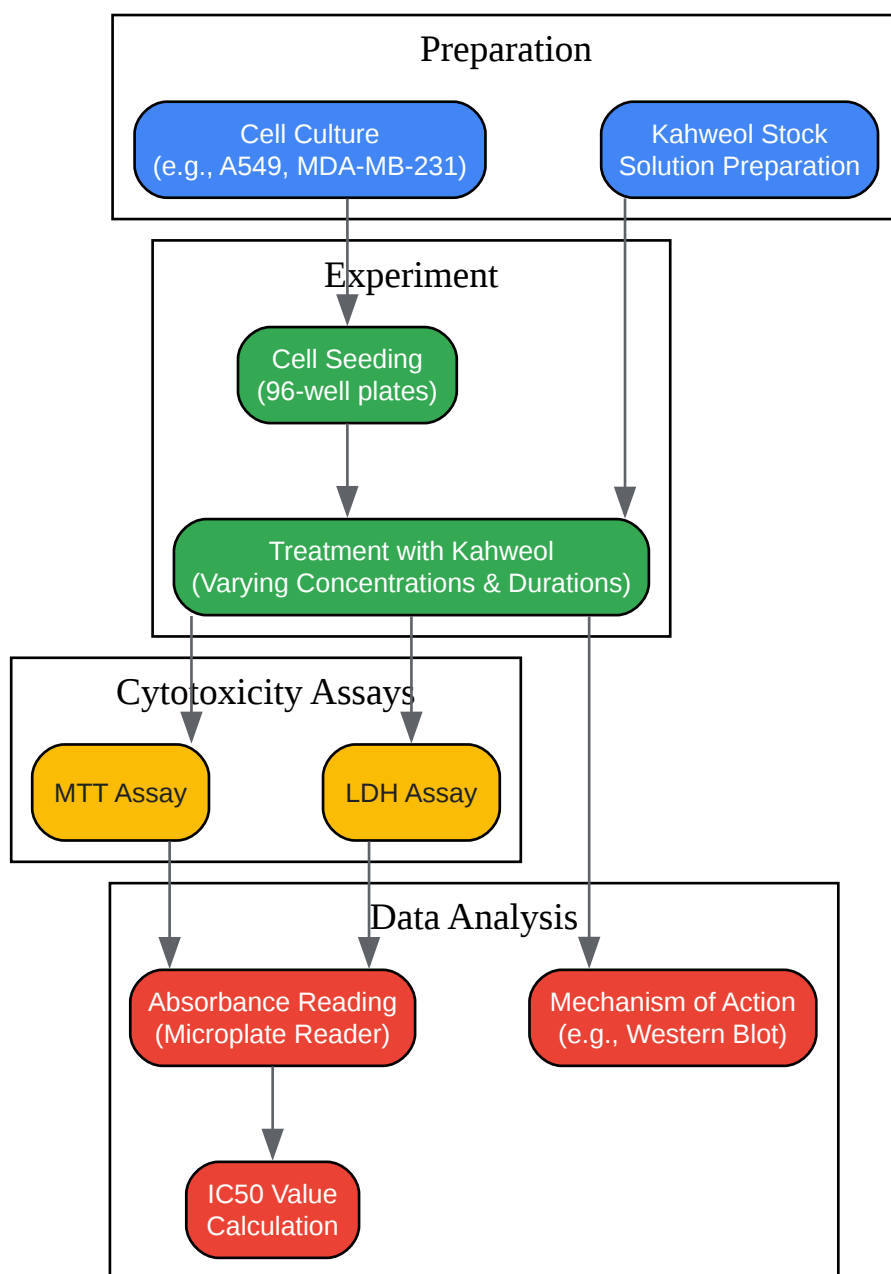 Preparation
Cell Culture
(e.g., A549, MDA-MB-231)
Kahweol Stock
Solution Preparation
Experiment
Cell Seeding
(96-well plates)
Treatment with Kahweol
(Varying Concentrations & Durations)
Cytotoxicity Assays
MTT Assay
LDH Assay
Data Analysis
Absorbance Reading
(Microplate Reader)
Mechanism of Action
(e.g., Western Blot)
IC50 Value
Calculation